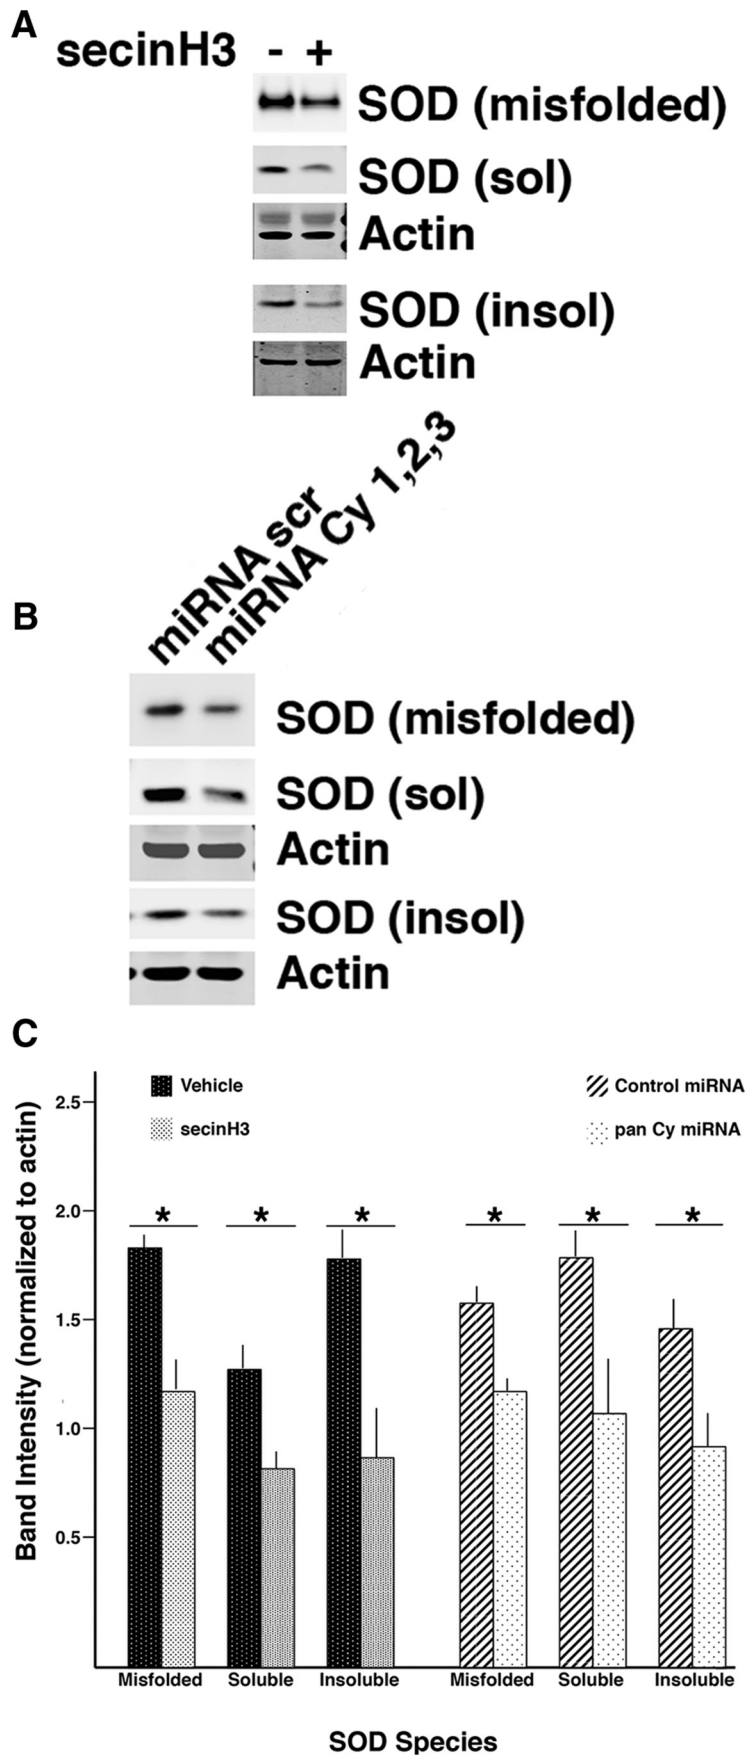 A
secinH3 - +
SOD (misfolded)
SOD (sol)
Actin
SOD (insol)
Actin
B
miRNA scr
miRNA Cy 1,2,3
SOD (misfolded)
SOD (sol)
Actin
SOD (insol)
Actin
C
Band Intensity (normalized to actin)
2.5
2.0
1.5
1.0
0.5
Vehicle
secinH3
Control miRNA
pan Cy miRNA
* * * * * *
Misfolded Soluble Insoluble Misfolded Soluble Insoluble
SOD Species